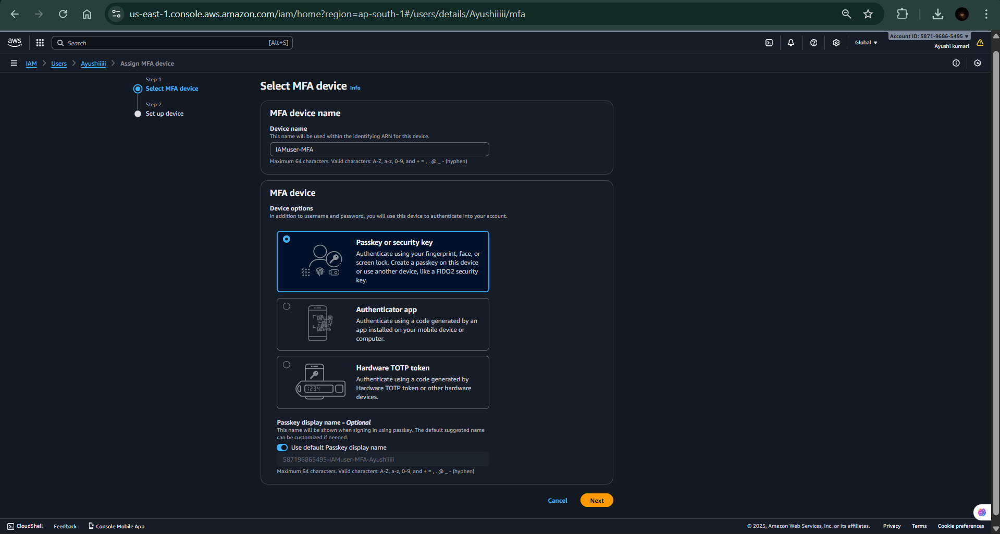 us-east-1.console.aws.amazon.com/iam/home?region=ap-south-1#/users/details/Ayushiiiii/mfa
aws
Search [Alt+S]
Global
Account ID: 5871-9686-5495
Ayushi kumari
IAM > Users > Ayushiiiii > Assign MFA device
Step 1
Select MFA device
Step 2
Set up device
Select MFA device Info
MFA device name
Device name
This name will be used within the identifying ARN for this device.
IAMuser-MFA
Maximum 64 characters. Valid characters: A-Z, a-z, 0-9, and + = , . @ _ - (hyphen)
MFA device
Device options
In addition to username and password, you will use this device to authenticate into your account.
Passkey or security key
Authenticate using your fingerprint, face, or
screen lock. Create a passkey on this device
or use another device, like a FIDO2 security
key.
Authenticator app
Authenticate using a code generated by an
app installed on your mobile device or
computer.
1234
Hardware TOTP token
Authenticate using a code generated by
Hardware TOTP token or other hardware
devices.
Passkey display name – Optional
This name will be shown when signing in using passkey. The default suggested name
can be customized if needed.
Use default Passkey display name
587196865495-IAMuser-MFA-Ayushiiiii
Maximum 64 characters. Valid characters: A-Z, a-z, 0-9, and + = , . @ _ - (hyphen)
Cancel
Next
CloudShell
Feedback
Console Mobile App
© 2025, Amazon Web Services, Inc. or its affiliates.
Privacy
Terms
Cookie preferences